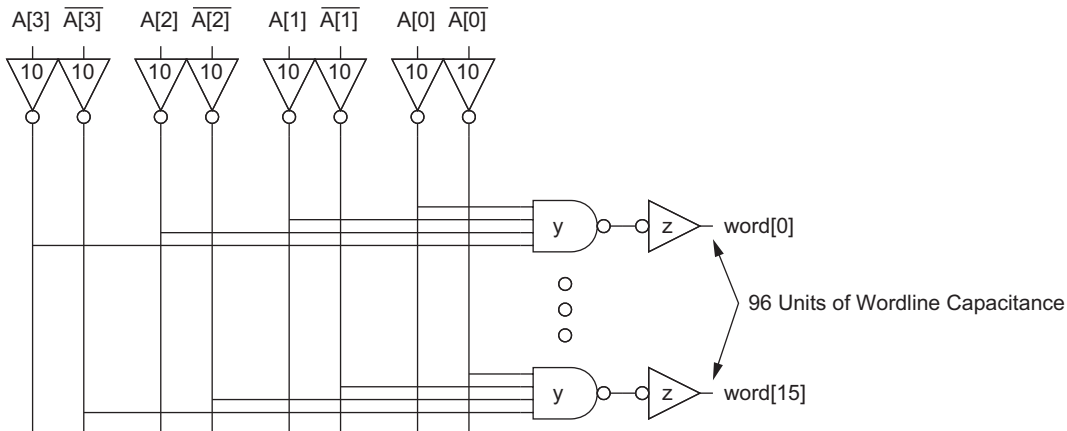 A[3] A̅[̅3̅]̅ A[2] A̅[̅2̅]̅ A[1] A̅[̅1̅]̅ A[0] A̅[̅0̅]̅
10 10 10 10 10 10 10 10
y z word[0]
96 Units of Wordline Capacitance
y z word[15]